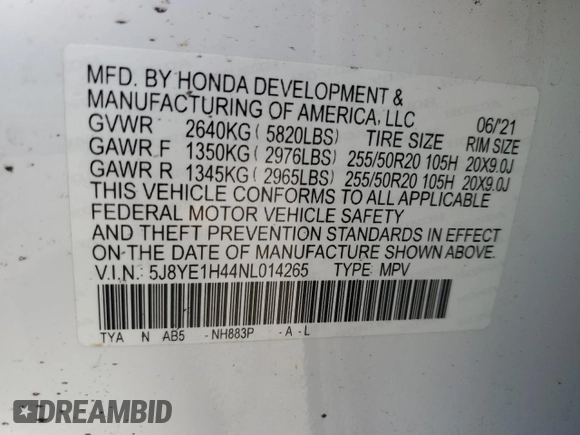 MFD. BY HONDA DEVELOPMENT &
MANUFACTURING OF AMERICA, LLC 06/'21
GVWR 2640KG ( 5820LBS) TIRE SIZE RIM SIZE
GAWR F 1350KG ( 2976LBS) 255/50R20 105H 20X9.0J
GAWR R 1345KG ( 2965LBS) 255/50R20 105H 20X9.0J
THIS VEHICLE CONFORMS TO ALL APPLICABLE
FEDERAL MOTOR VEHICLE SAFETY
AND THEFT PREVENTION STANDARDS IN EFFECT
ON THE DATE OF MANUFACTURE SHOWN ABOVE.
V.I.N.: 5J8YE1H44NL014265 TYPE: MPV
TYA N AB5 -NH883P -A-L
DREAMBID